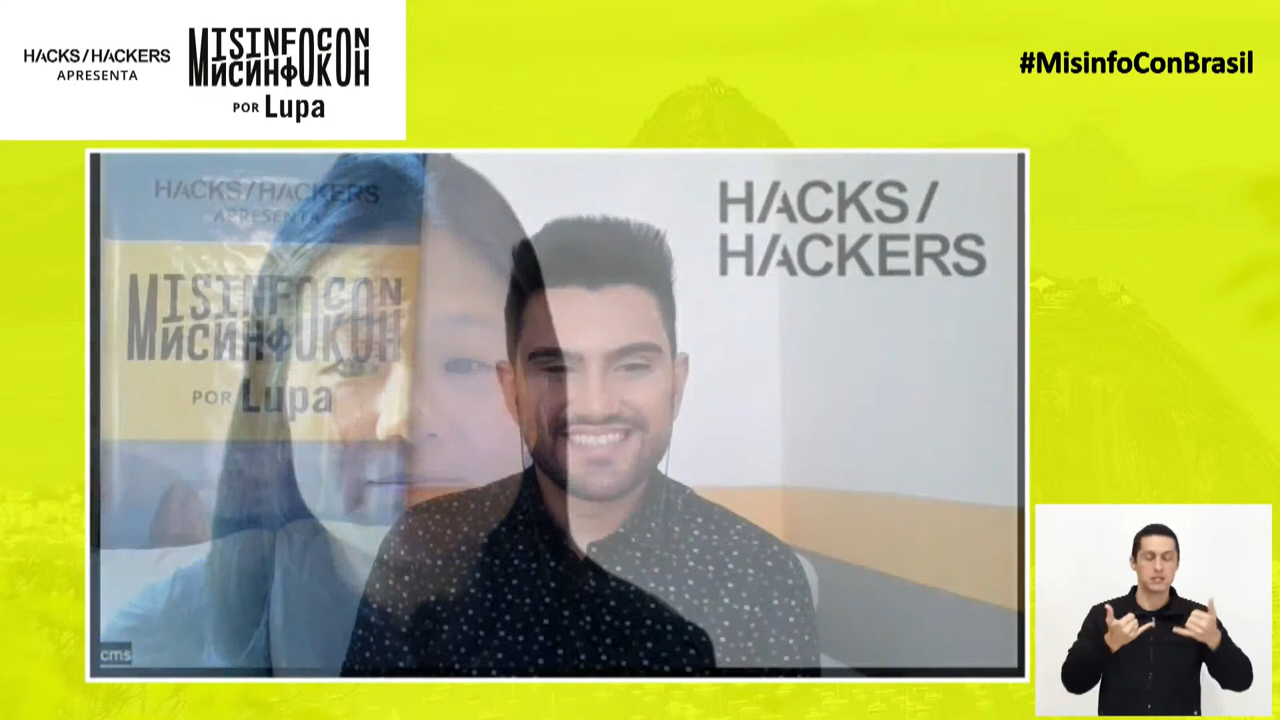 HACKS/HACKERS
APRESENTA
MISINFOCON
МИСИНФОКОН
POR Lupa
#MisinfoConBrasil
HACKS/HACKERS
APRESENTA
MISINFOCON
МИСИНФОКОН
POR Lupa
HACKS/
HACKERS
cms